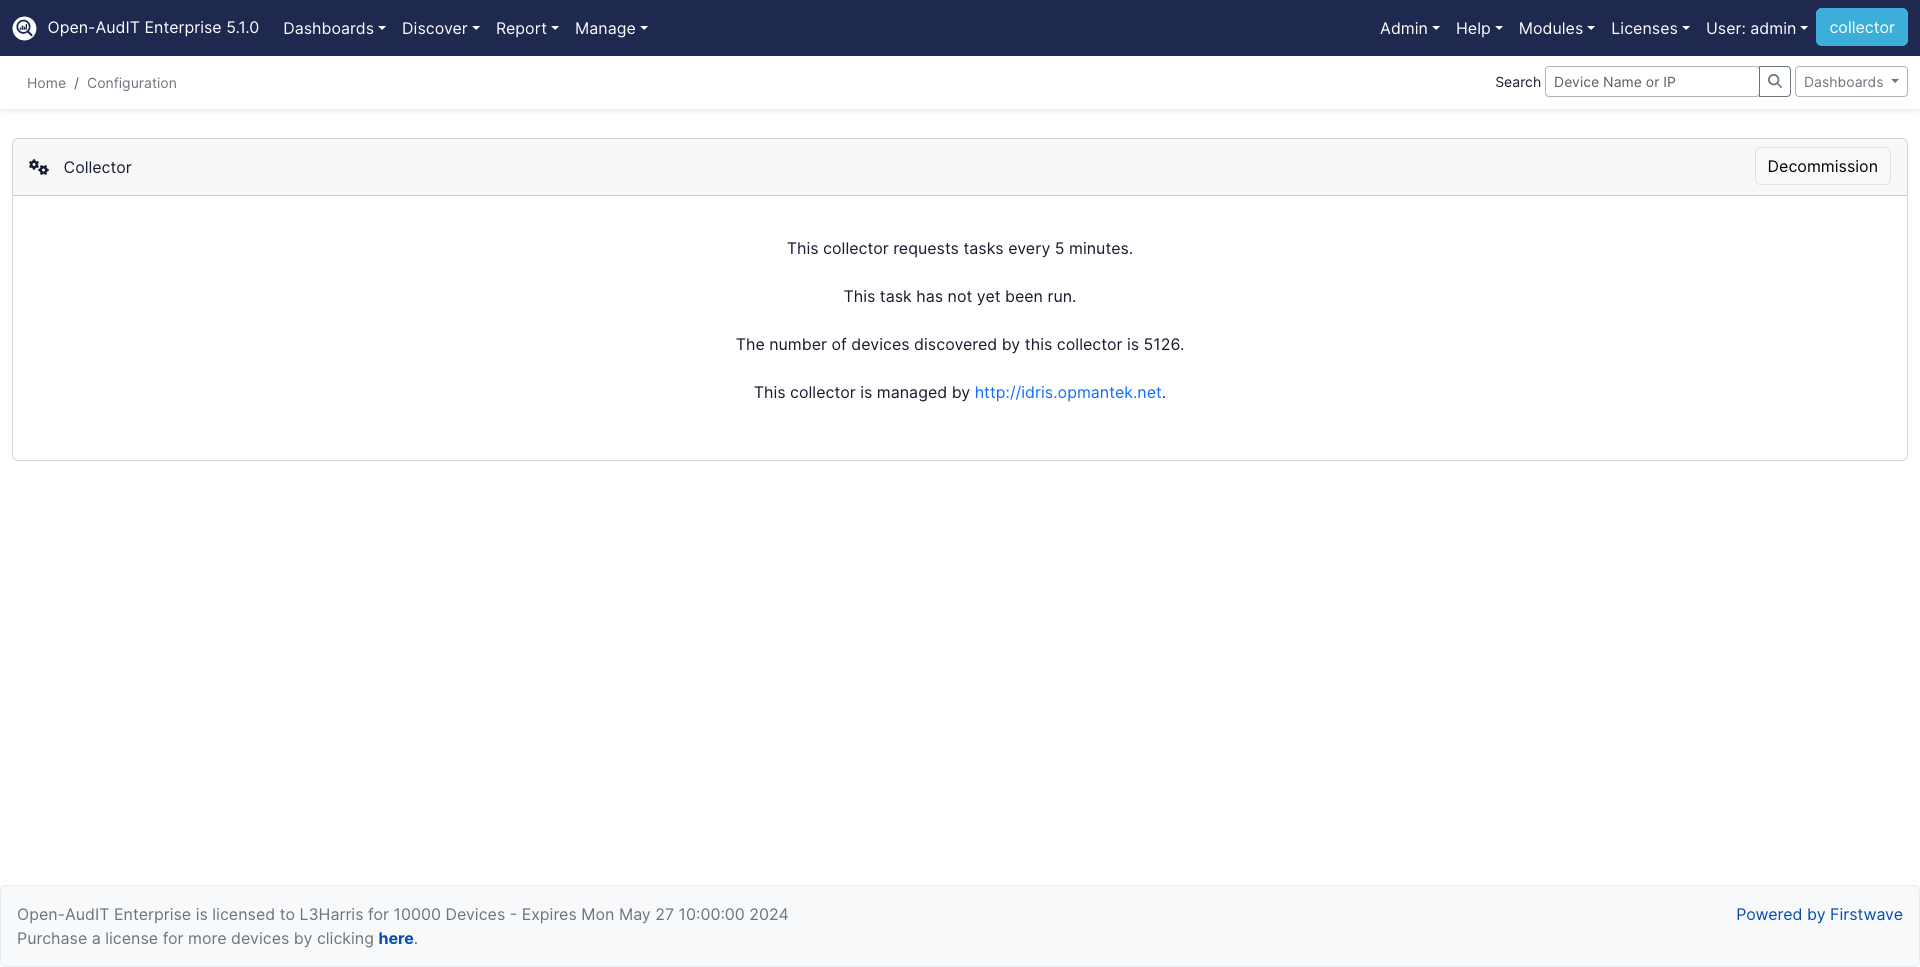 Open-AudIT Enterprise 5.1.0 Dashboards Discover Report Manage Admin Help Modules Licenses User: admin collector
Home / Configuration Search Device Name or IP Dashboards
Collector Decommission
This collector requests tasks every 5 minutes.
This task has not yet been run.
The number of devices discovered by this collector is 5126.
This collector is managed by http://idris.opmantek.net.
Open-AudIT Enterprise is licensed to L3Harris for 10000 Devices - Expires Mon May 27 10:00:00 2024 Powered by Firstwave
Purchase a license for more devices by clicking here.